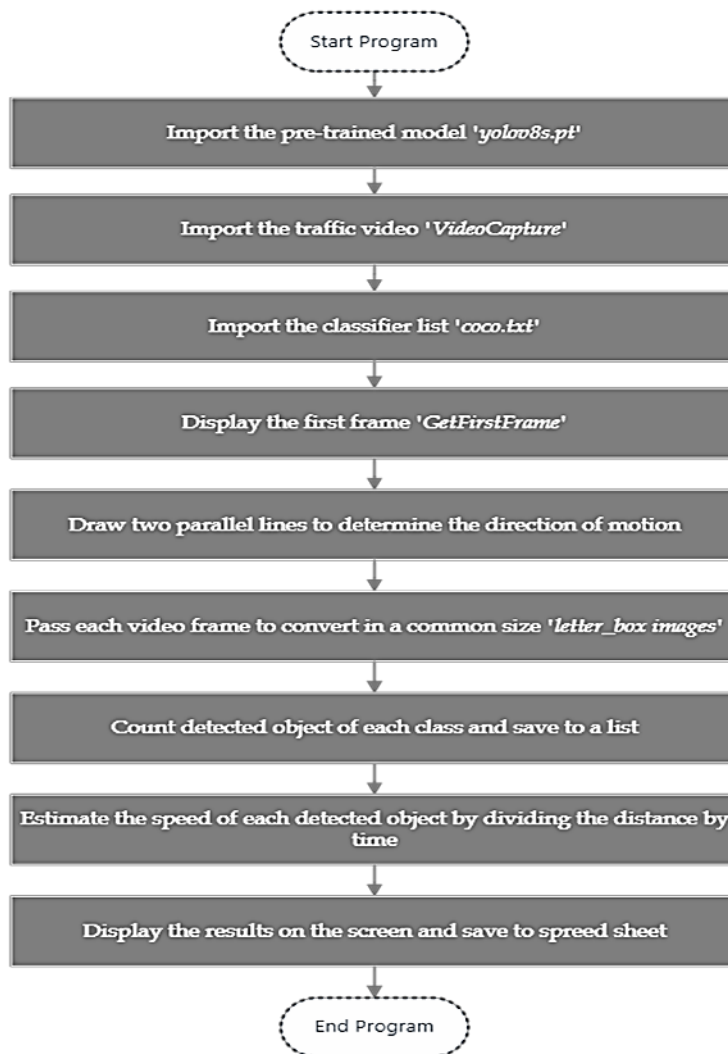 Start Program
Import the pre-trained model 'yolov8s.pt'
Import the traffic video 'VideoCapture'
Import the classifier list 'coco.txt'
Display the first frame 'GetFirstFrame'
Draw two parallel lines to determine the direction of motion
Pass each video frame to convert in a common size 'letter_box images'
Count detected object of each class and save to a list
Estimate the speed of each detected object by dividing the distance by
time
Display the results on the screen and save to spreed sheet
End Program